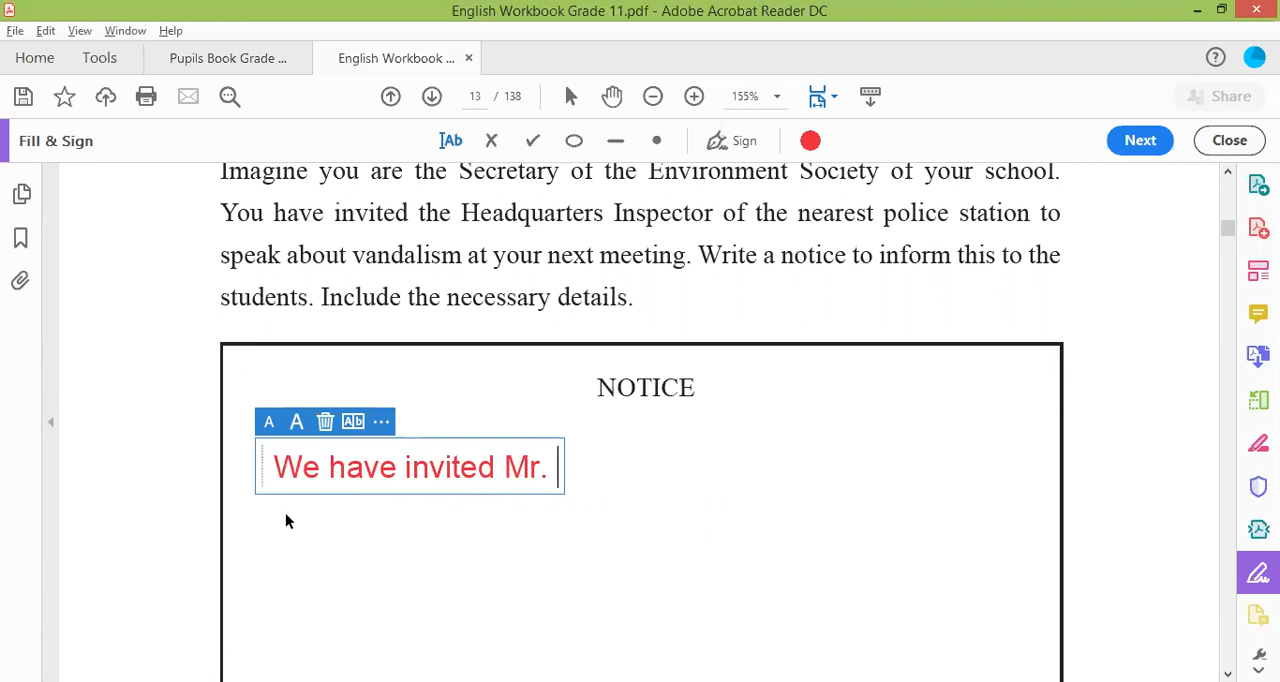 English Workbook Grade 11.pdf - Adobe Acrobat Reader DC
File Edit View Window Help
Home Tools Pupils Book Grade ... English Workbook ... ×
13 / 138 155% Share
Fill & Sign Ab Sign Next Close
Imagine you are the Secretary of the Environment Society of your school.
You have invited the Headquarters Inspector of the nearest police station to
speak about vandalism at your next meeting. Write a notice to inform this to the
students. Include the necessary details.
NOTICE
A A Ab ...
We have invited Mr.